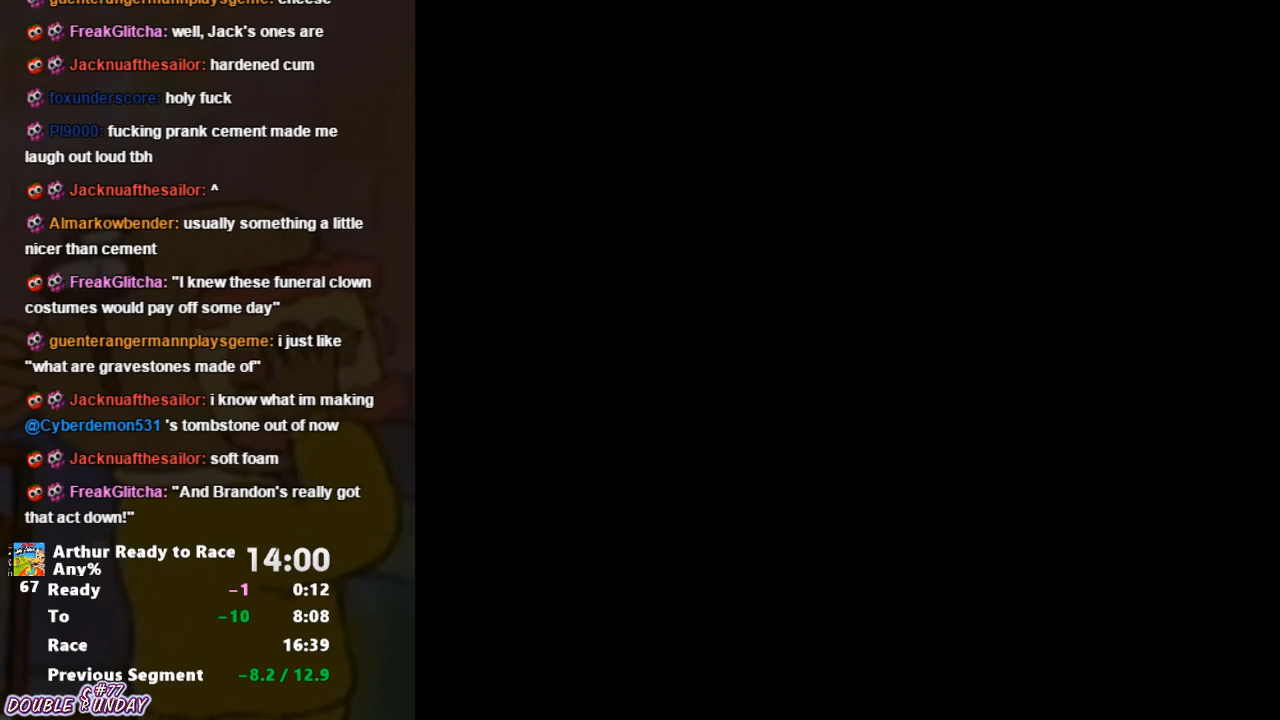 guenterangermannplaysgeme: cheese
FreakGlitcha: well, Jack's ones are
Jacknuafthesailor: hardened cum
foxunderscore: holy fuck
PI9000: fucking prank cement made me
laugh out loud tbh
Jacknuafthesailor: ^
Almarkowbender: usually something a little
nicer than cement
FreakGlitcha: "I knew these funeral clown
costumes would pay off some day"
guenterangermannplaysgeme: i just like
"what are gravestones made of"
Jacknuafthesailor: i know what im making
@Cyberdemon531 's tombstone out of now
Jacknuafthesailor: soft foam
FreakGlitcha: "And Brandon's really got
that act down!"
Arthur Ready to Race
Any%
14:00
67
Ready −1 0:12
To −10 8:08
Race 16:39
Previous Segment −8.2 / 12.9
#77
DOUBLE SUNDAY